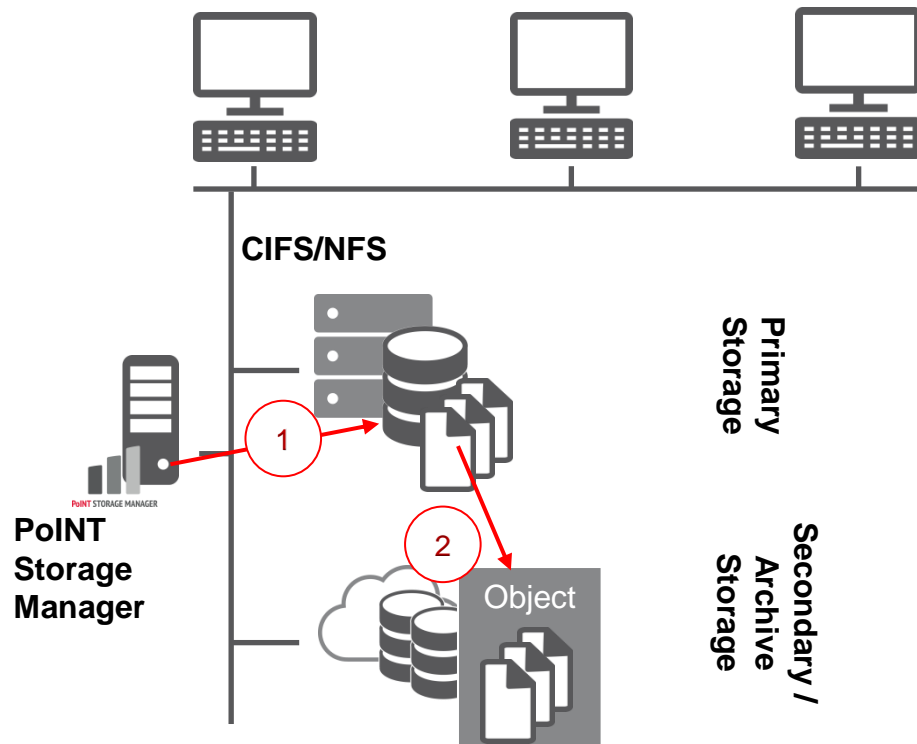 CIFS/NFS
Primary
Storage
1
PoINT STORAGE MANAGER
PoINT
Storage
Manager
2
Object
Secondary /
Archive
Storage